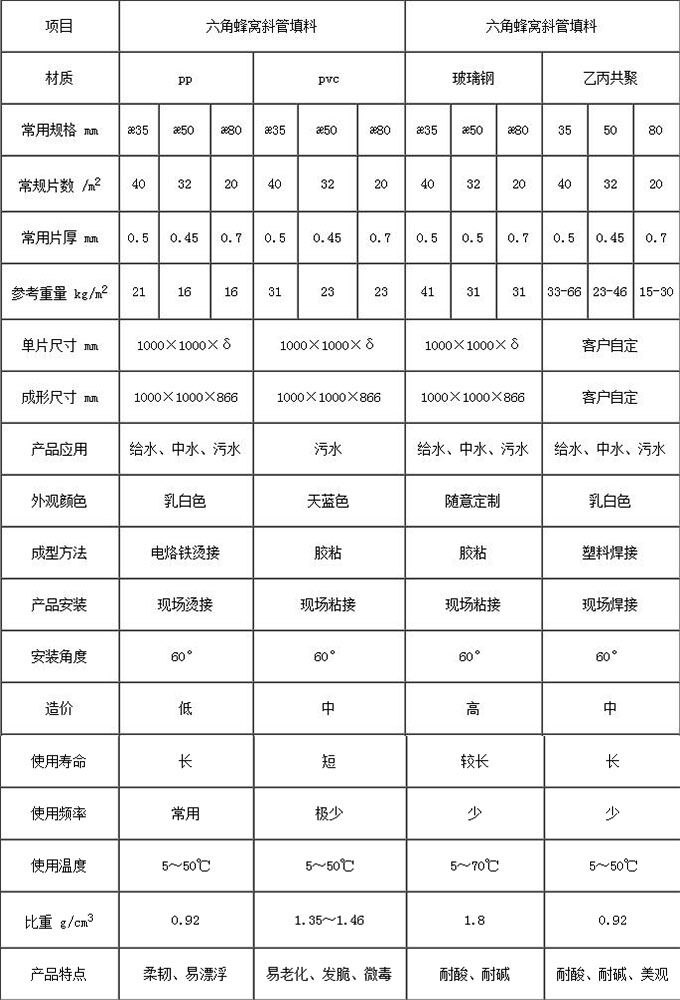 项目 六角蜂窝斜管填料 六角蜂窝斜管填料
材质 pp pvc 玻璃钢 乙丙共聚
常用规格 mm æ35 æ50 æ80 æ35 æ50 æ80 æ35 æ50 æ80 35 50 80
常规片数 /m² 40 32 20 40 32 20 40 32 20 40 32 20
常用片厚 mm 0.5 0.45 0.7 0.5 0.45 0.7 0.5 0.5 0.7 0.5 0.45 0.7
参考重量 kg/m² 21 16 16 31 23 23 41 31 31 33-66 23-46 15-30
单片尺寸 mm 1000×1000×δ 1000×1000×δ 1000×1000×δ 客户自定
成形尺寸 mm 1000×1000×866 1000×1000×866 1000×1000×866 客户自定
产品应用 给水、中水、污水 污水 给水、中水、污水 给水、中水、污水
外观颜色 乳白色 天蓝色 随意定制 乳白色
成型方法 电烙铁烫接 胶粘 胶粘 塑料焊接
产品安装 现场烫接 现场粘接 现场粘接 现场焊接
安装角度 60° 60° 60° 60°
造价 低 中 高 中
使用寿命 长 短 较长 长
使用频率 常用 极少 少 少
使用温度 5～50℃ 5～50℃ 5～70℃ 5～50℃
比重 g/cm³ 0.92 1.35～1.46 1.8 0.92
产品特点 柔韧、易漂浮 易老化、发脆、微毒 耐酸、耐碱 耐酸、耐碱、美观